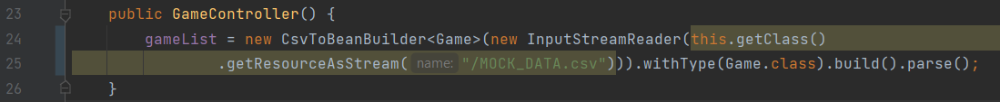 23 public GameController() {
24 gameList = new CsvToBeanBuilder<Game>(new InputStreamReader(this.getClass()
25 .getResourceAsStream( name: "/MOCK_DATA.csv"))).withType(Game.class).build().parse();
26 }